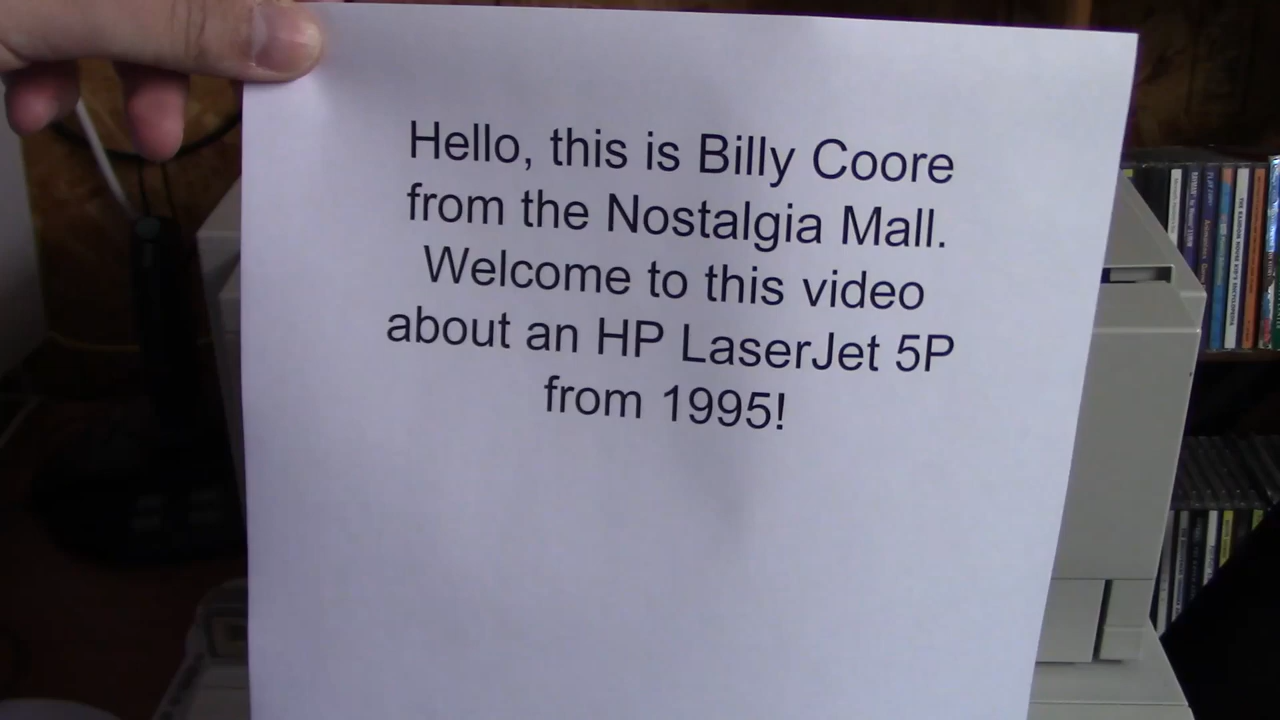 Hello, this is Billy Coore
from the Nostalgia Mall.
Welcome to this video
about an HP LaserJet 5P
from 1995!